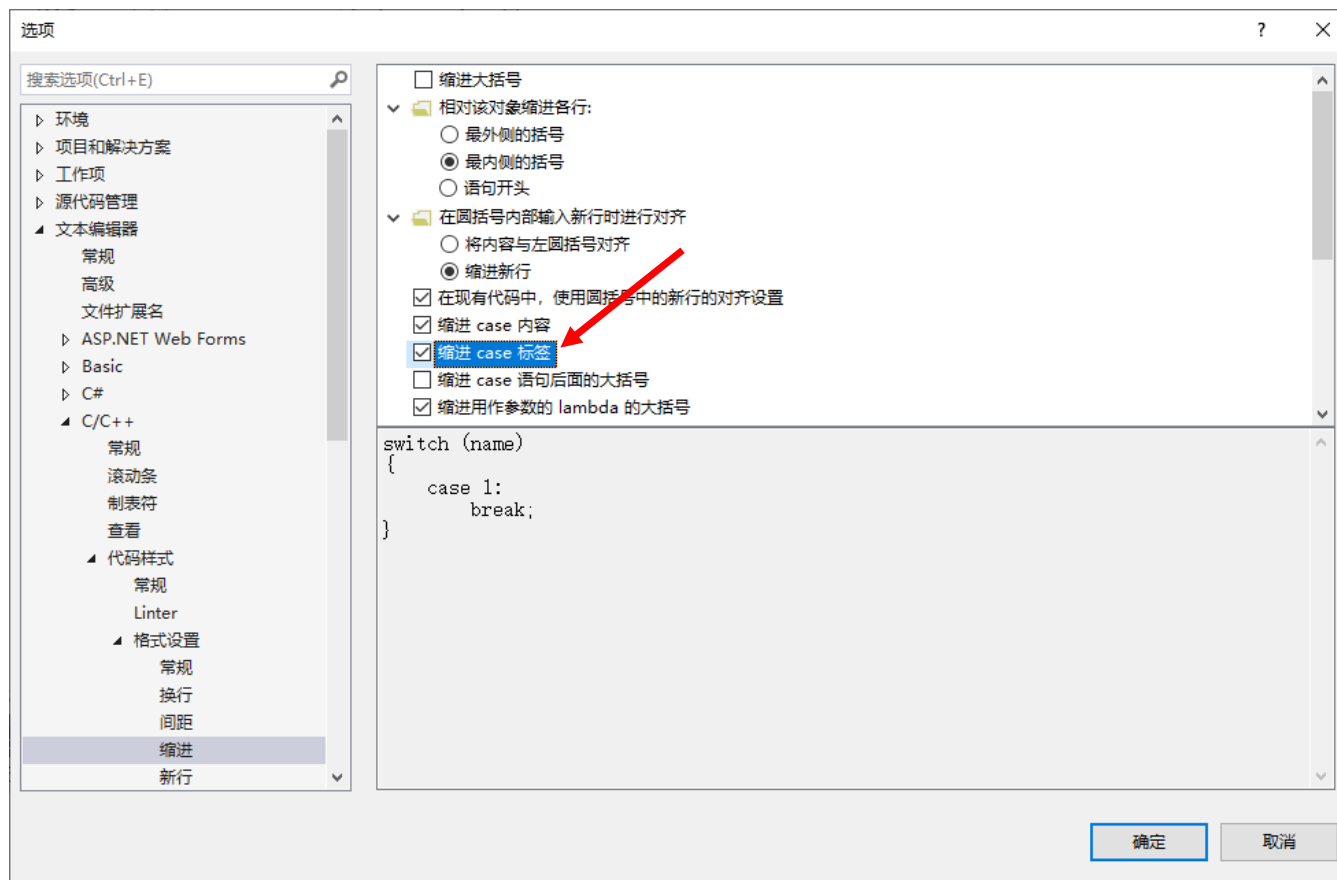 选项
?
搜索选项(Ctrl+E)
环境
项目和解决方案
工作项
源代码管理
文本编辑器
常规
高级
文件扩展名
ASP.NET Web Forms
Basic
C#
C/C++
常规
滚动条
制表符
查看
代码样式
常规
Linter
格式设置
常规
换行
间距
缩进
新行
缩进大括号
相对该对象缩进各行:
最外侧的括号
最内侧的括号
语句开头
在圆括号内部输入新行时进行对齐
将内容与左圆括号对齐
缩进新行
在现有代码中，使用圆括号中的新行的对齐设置
缩进 case 内容
缩进 case 标签
缩进 case 语句后面的大括号
缩进用作参数的 lambda 的大括号
switch (name)
{
    case 1:
        break;
}
确定
取消